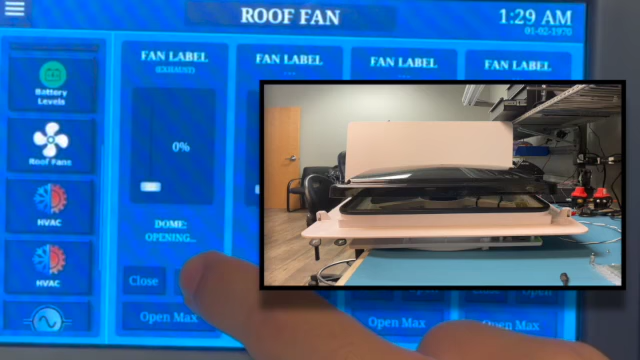 ROOF FAN
1:29 AM
01-02-1970
Battery
Levels
Roof Fans
HVAC
HVAC
FAN LABEL
(EXHAUST)
0%
DOME:
OPENING...
Close
Open Max
FAN LABEL
FAN LABEL
Open Max
FAN LABEL
Open
Open Max